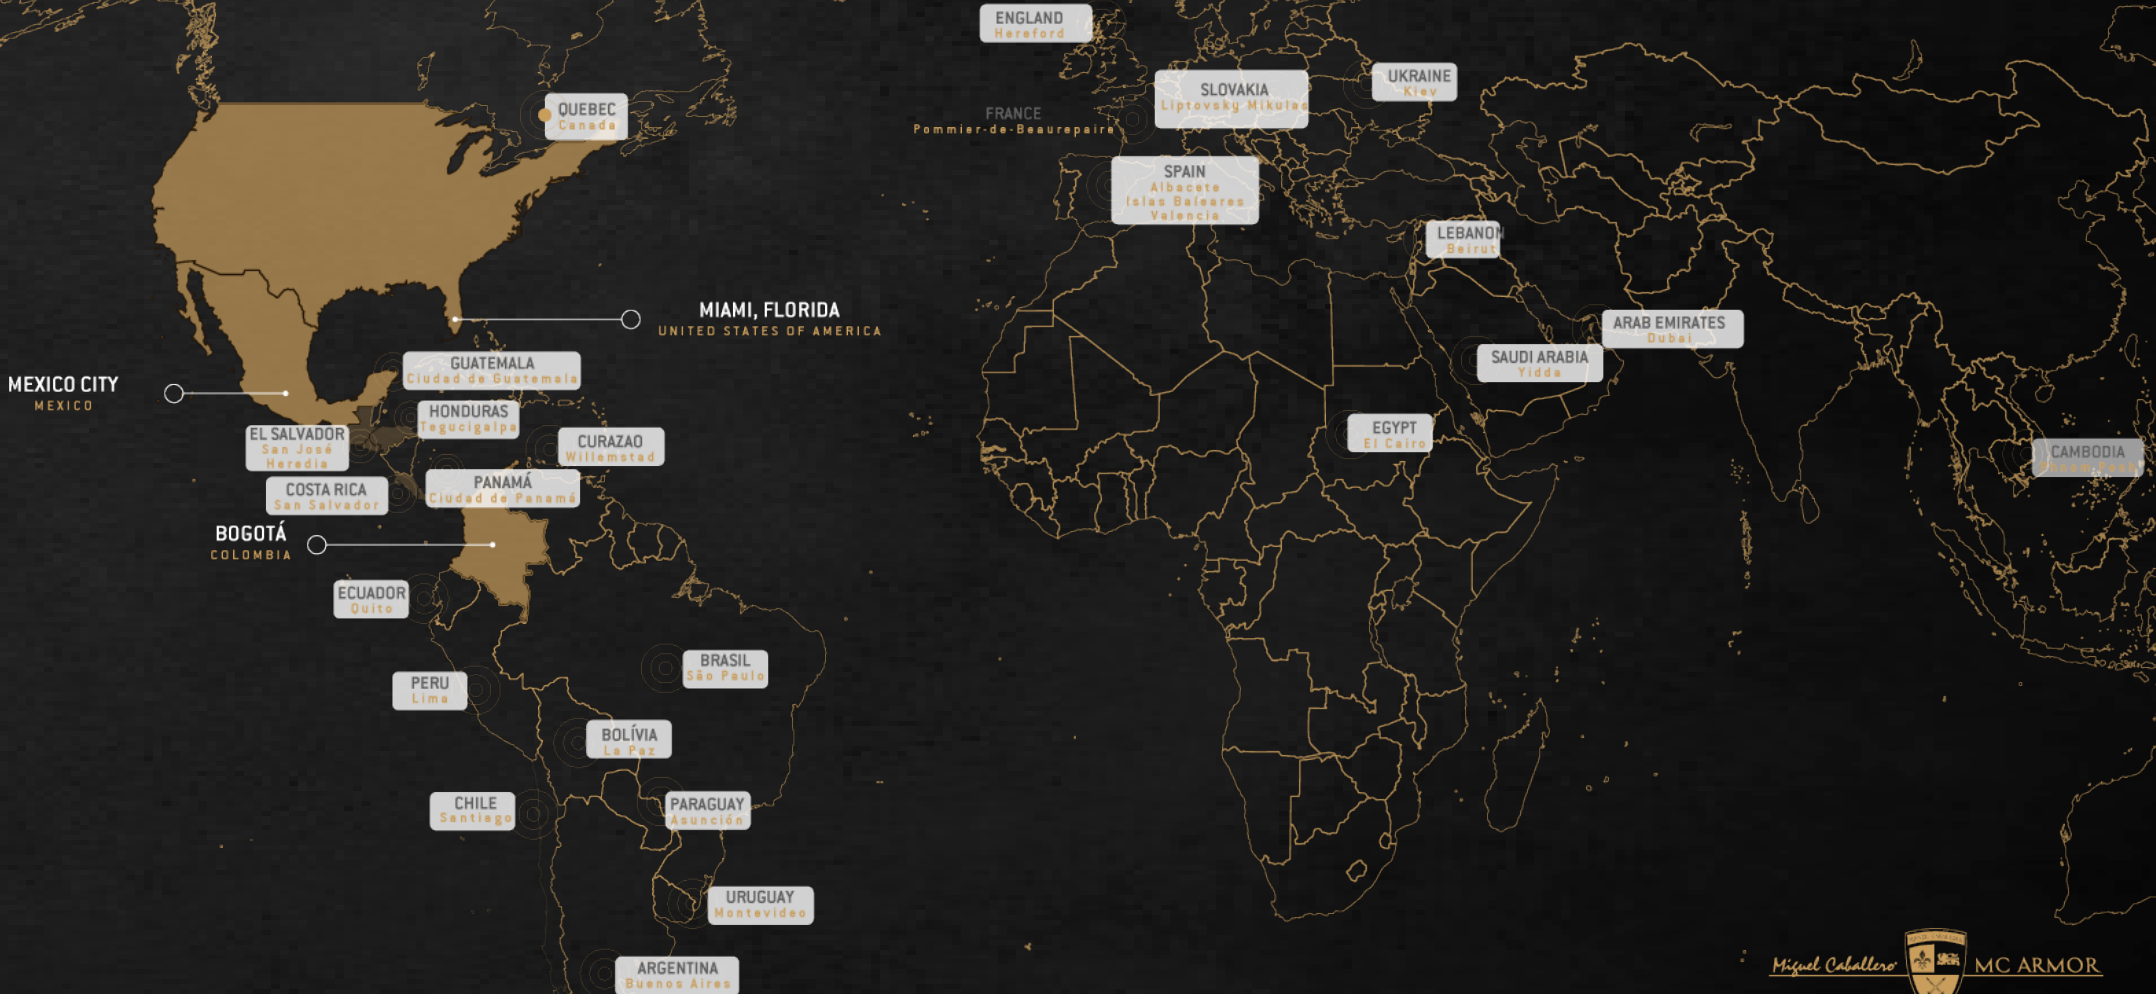 ENGLAND
Hereford
UKRAINE
Kiev
SLOVAKIA
Liptovsky Mikulas
QUEBEC
Canada
FRANCE
Pommier-de-Beaurepaire
SPAIN
Albacete
Islas Baleares
Valencia
LEBANON
Beirut
MIAMI, FLORIDA
UNITED STATES OF AMERICA
ARAB EMIRATES
Dubai
SAUDI ARABIA
Yidda
GUATEMALA
Ciudad de Guatemala
MEXICO CITY
MEXICO
HONDURAS
Tegucigalpa
EGYPT
El Cairo
EL SALVADOR
San José
Heredia
CURAZAO
Willemstad
CAMBODIA
COSTA RICA
San Salvador
PANAMÁ
Ciudad de Panamá
BOGOTÁ
COLOMBIA
ECUADOR
Quito
BRASIL
São Paulo
PERU
Lima
BOLÍVIA
La Paz
CHILE
Santiago
PARAGUAY
Asunción
URUGUAY
Montevideo
ARGENTINA
Buenos Aires
Miguel Caballero
MC ARMOR